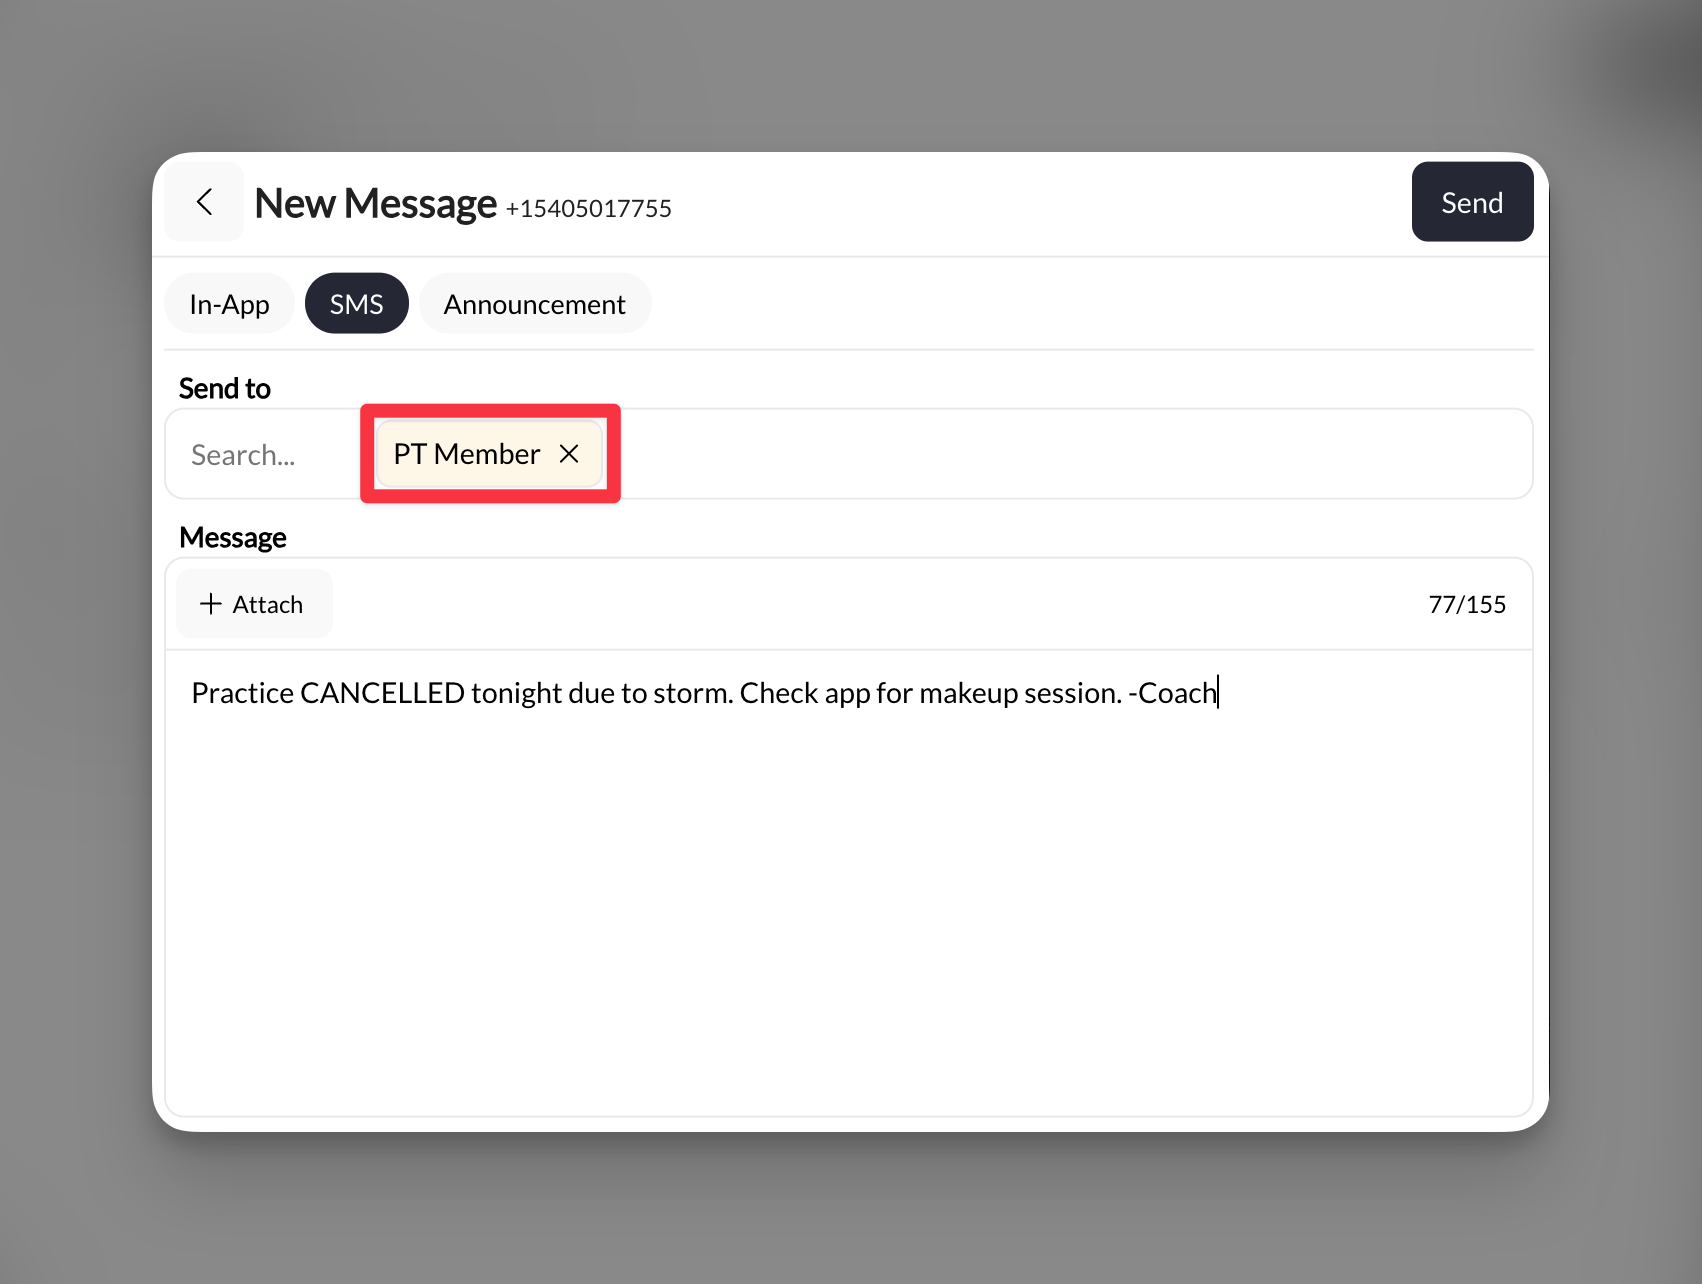 New Message +15405017755
Send
In-App
SMS
Announcement
Send to
Search...
PT Member
Message
Attach
77/155
Practice CANCELLED tonight due to storm. Check app for makeup session. -Coach